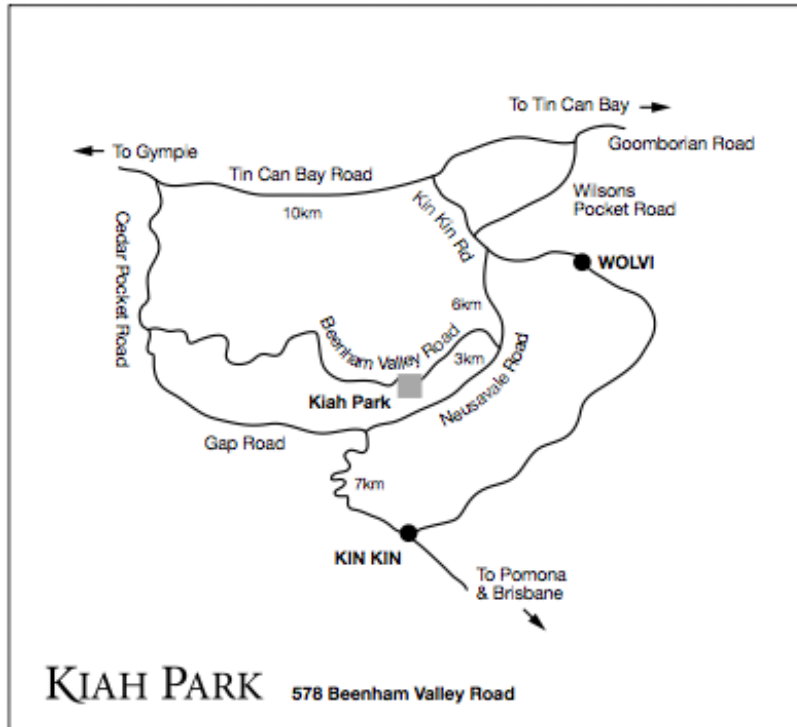 To Tin Can Bay
Goomborian Road
To Gympie
Tin Can Bay Road
10km
Kin Kin Rd
Wilsons
Pocket Road
Cedar Pocket Road
WOLVI
6km
Beenham Valley Road
3km
Neusavale Road
Kiah Park
Gap Road
7km
KIN KIN
To Pomona
& Brisbane
KIAH PARK
578 Beenham Valley Road